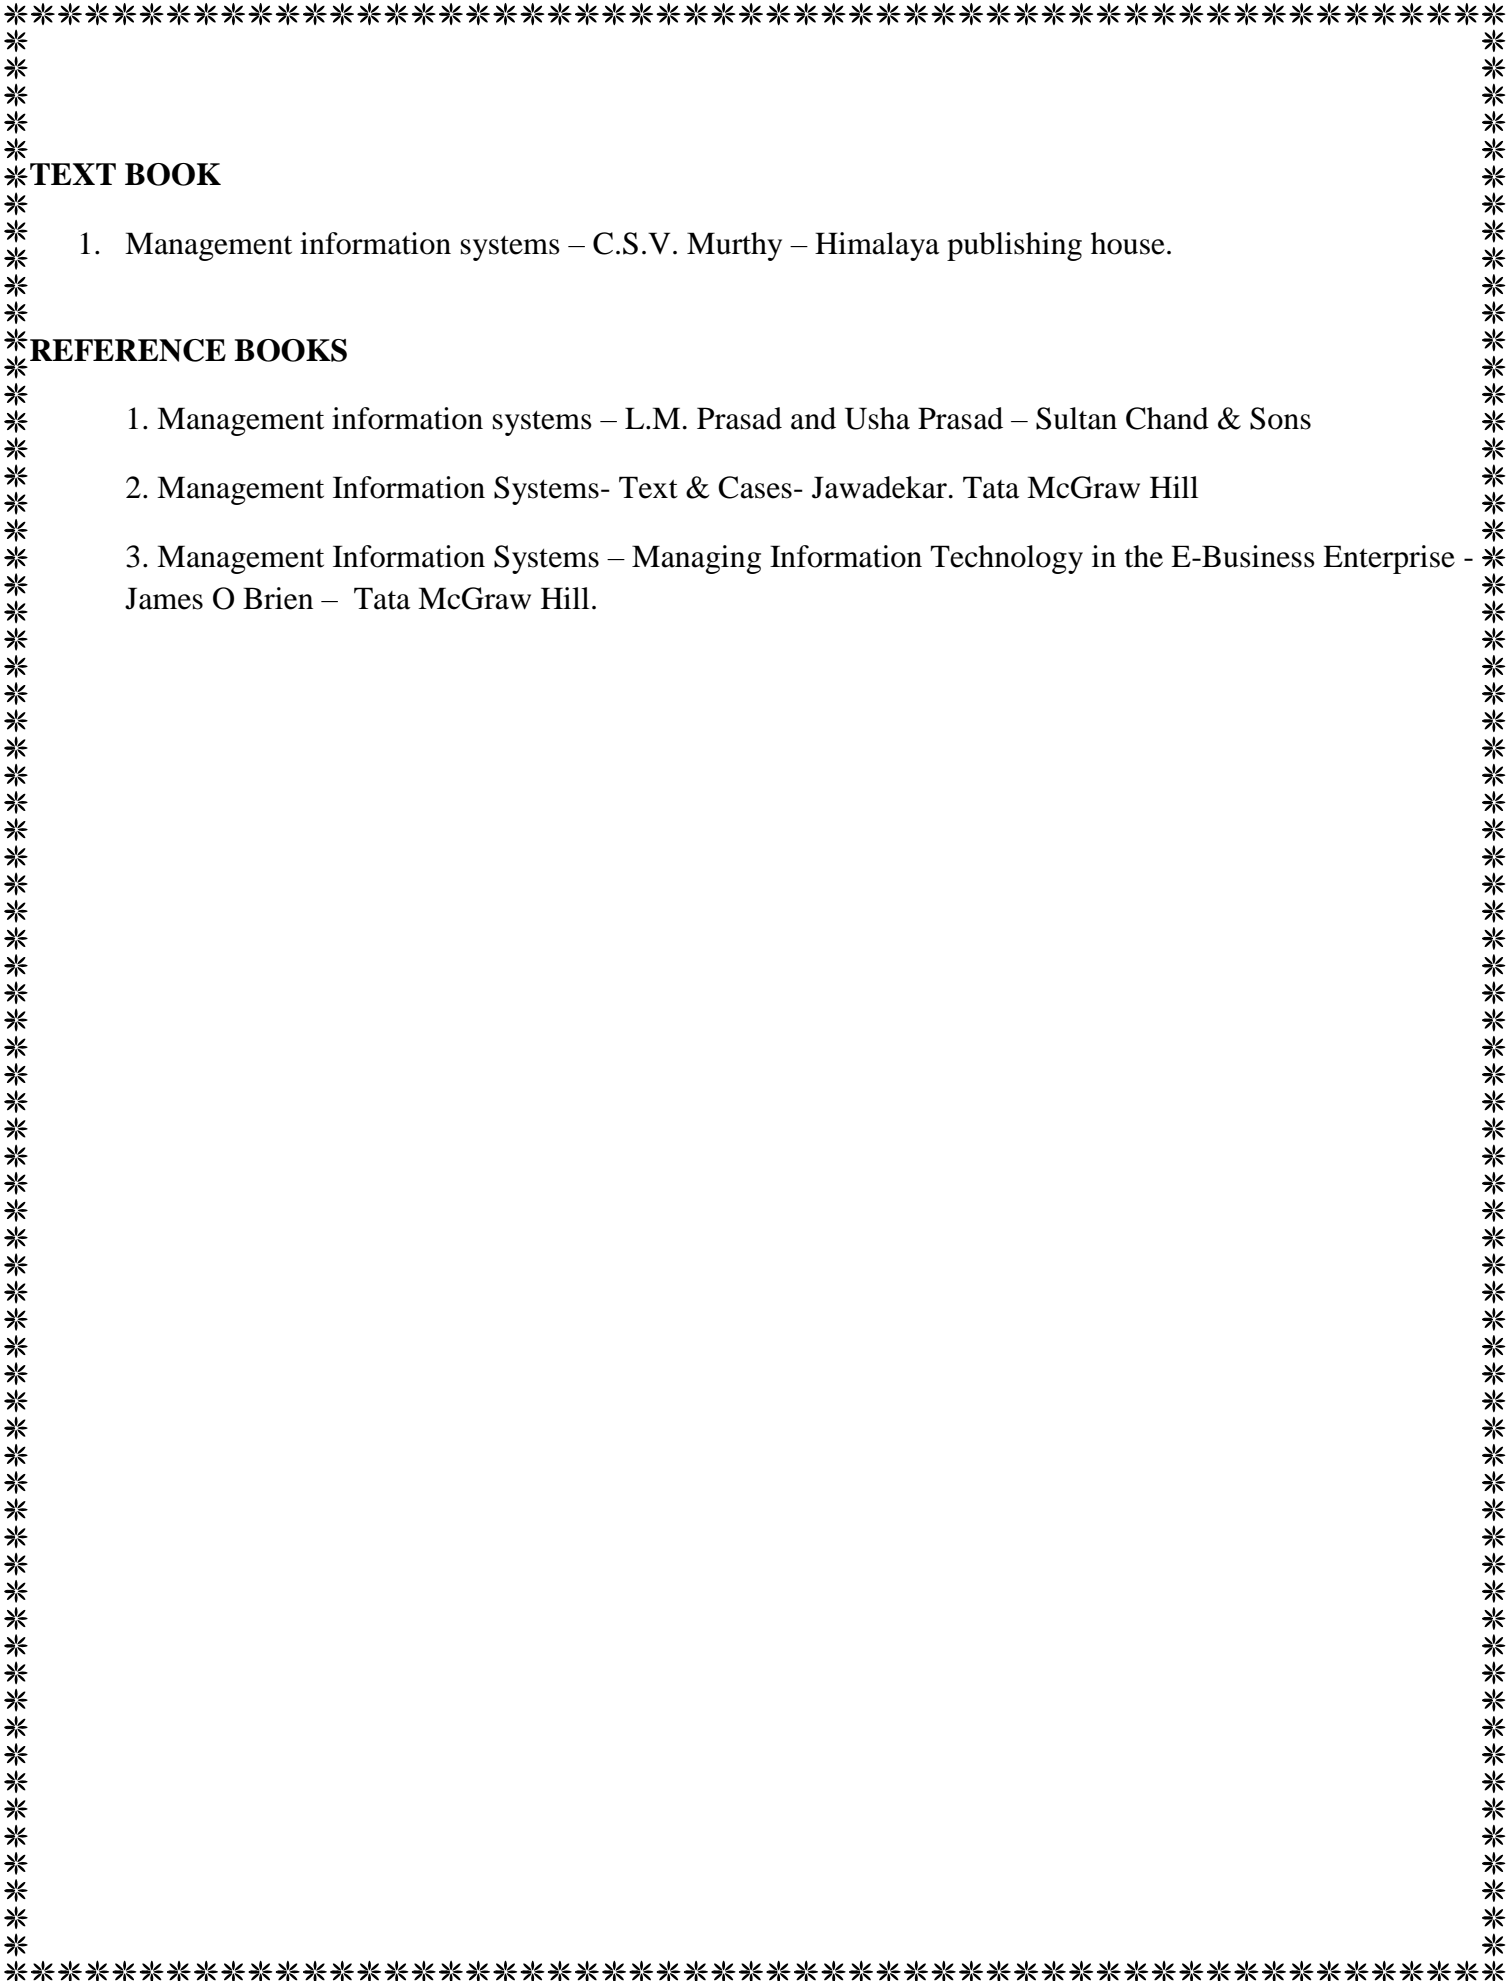 TEXT BOOK
1. Management information systems – C.S.V. Murthy – Himalaya publishing house.
REFERENCE BOOKS
1. Management information systems – L.M. Prasad and Usha Prasad – Sultan Chand & Sons
2. Management Information Systems- Text & Cases- Jawadekar. Tata McGraw Hill
3. Management Information Systems – Managing Information Technology in the E-Business Enterprise -
James O Brien – Tata McGraw Hill.